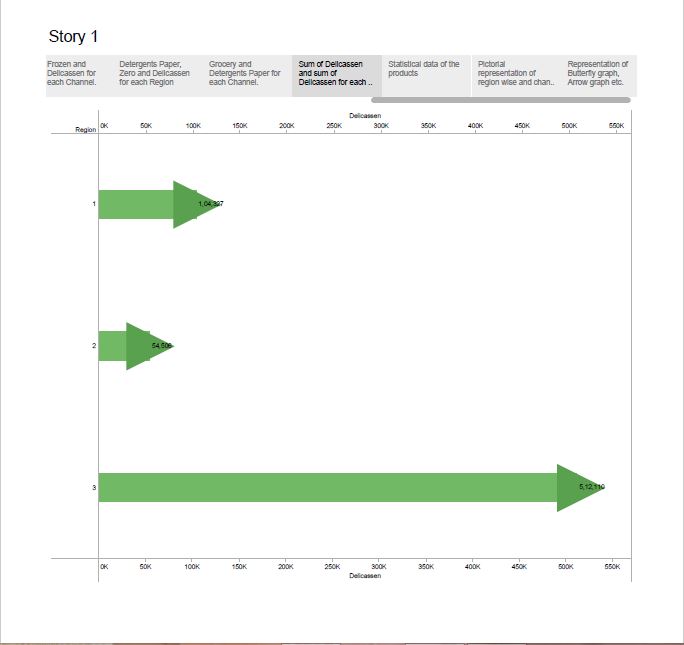 Story 1
Frozen and
Delicassen for
each Channel.
Detergents Paper,
Zero and Delicassen
for each Region
Grocery and
Detergents Paper for
each Channel.
Sum of Delicassen
and sum of
Delicassen for each ..
Statistical data of the
products
Pictorial
representation of
region wise and chan..
Representation of
Butterfly graph,
Arrow graph etc.
Delicassen
Region 0K 50K 100K 150K 200K 250K 300K 350K 400K 450K 500K 550K
1 1,04,327
2 54,506
3 5,12,110
0K 50K 100K 150K 200K 250K 300K 350K 400K 450K 500K 550K
Delicassen